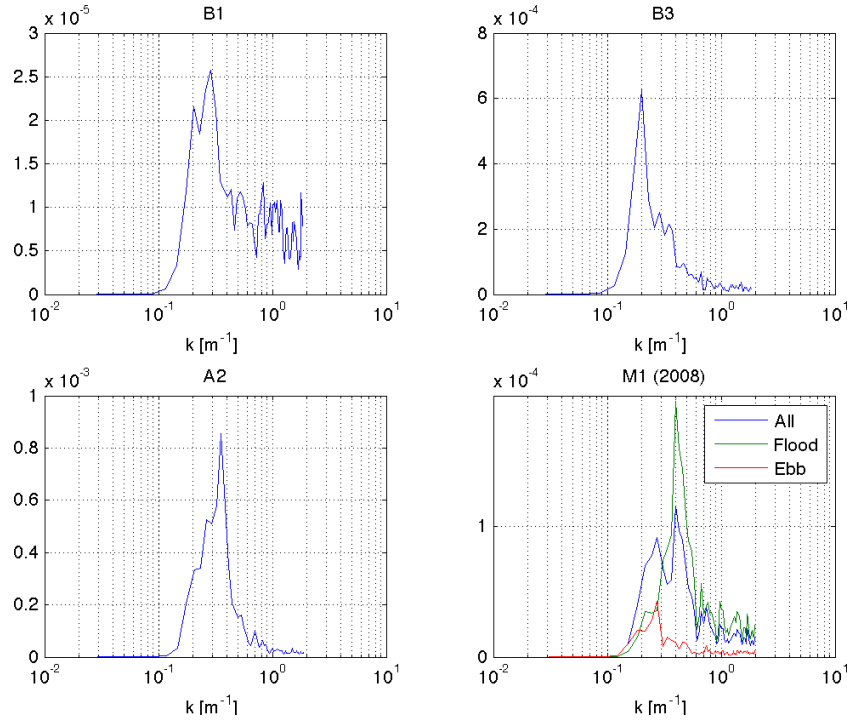 B1
x 10^-5
3
2.5
2
1.5
1
0.5
0
10^-2 10^-1 10^0 10^1
k [m^-1]
B3
x 10^-4
8
6
4
2
0
10^-2 10^-1 10^0 10^1
k [m^-1]
A2
x 10^-3
1
0.8
0.6
0.4
0.2
0
10^-2 10^-1 10^0 10^1
k [m^-1]
M1 (2008)
x 10^-4
All
Flood
Ebb
1
0
10^-2 10^-1 10^0 10^1
k [m^-1]